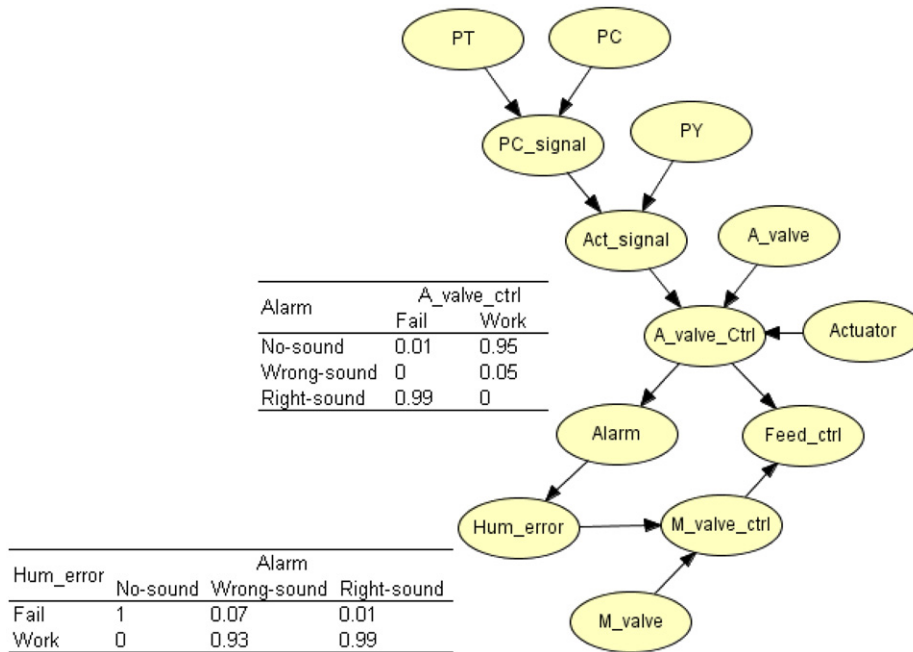 PT
PC
PC_signal
PY
Act_signal
A_valve
Alarm A_valve_ctrl
Fail Work
No-sound 0.01 0.95
Wrong-sound 0 0.05
Right-sound 0.99 0
A_valve_Ctrl
Actuator
Alarm
Feed_ctrl
Hum_error
M_valve_ctrl
M_valve
Hum_error Alarm
No-sound Wrong-sound Right-sound
Fail 1 0.07 0.01
Work 0 0.93 0.99